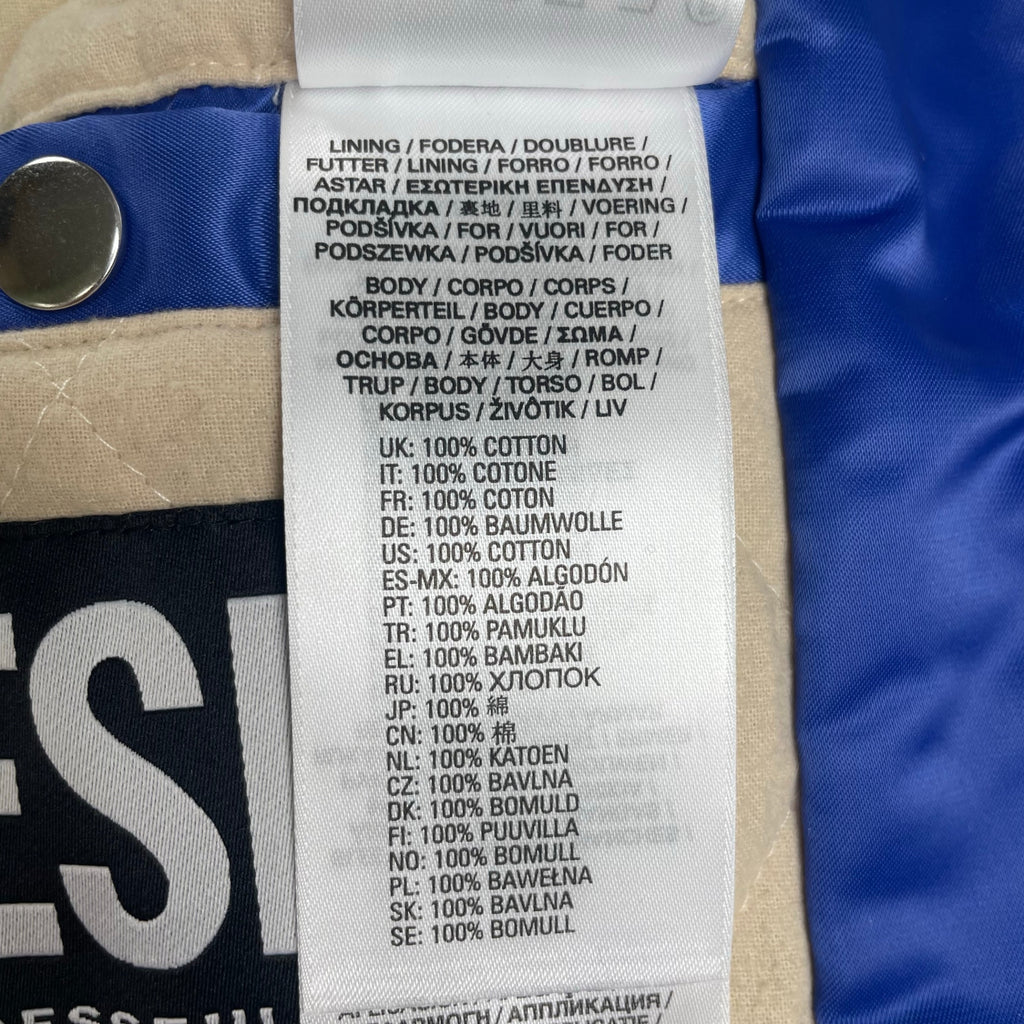 LINING / FODERA / DOUBLURE /
FUTTER / LINING / FORRO / FORRO /
ASTAR / ΕΣΩΤΕΡΙΚΗ ΕΠΕΝΔΥΣΗ /
ПОДКЛАДКА / 裏地 / 里料 / VOERING /
PODŠÍVKA / FOR / VUORI / FOR /
PODSZEWKA / PODŠÍVKA / FODER
BODY / CORPO / CORPS /
KÖRPERTEIL / BODY / CUERPO /
CORPO / GÖVDE / ΣΩΜΑ /
ОСНОВА / 本体 / 大身 / ROMP /
TRUP / BODY / TORSO / BOL /
KORPUS / ŽIVÔTIK / LIV
UK: 100% COTTON
IT: 100% COTONE
FR: 100% COTON
DE: 100% BAUMWOLLE
US: 100% COTTON
ES-MX: 100% ALGODÓN
PT: 100% ALGODÃO
TR: 100% PAMUKLU
EL: 100% ΒΑΜΒΑΚΙ
RU: 100% ХЛОПОК
JP: 100% 綿
CN: 100% 棉
NL: 100% KATOEN
CZ: 100% BAVLNA
DK: 100% BOMULD
FI: 100% PUUVILLA
NO: 100% BOMULL
PL: 100% BAWEŁNA
SK: 100% BAVLNA
SE: 100% BOMULL
/ АППЛИКАЦИЯ /
ESI